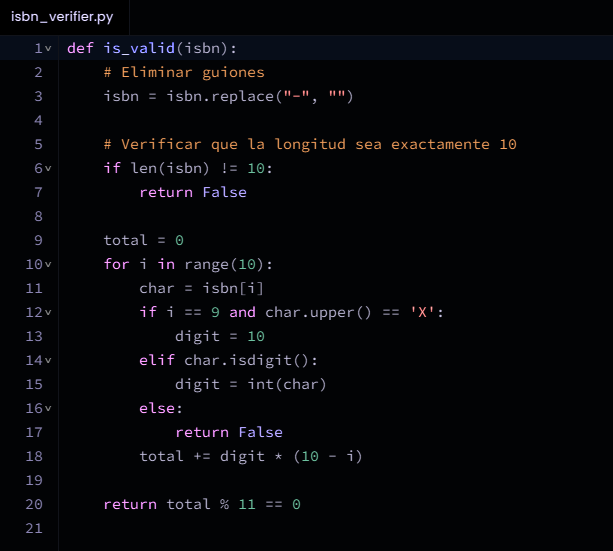 isbn_verifier.py
1 def is_valid(isbn):
2     # Eliminar guiones
3     isbn = isbn.replace("-", "")
4
5     # Verificar que la longitud sea exactamente 10
6     if len(isbn) != 10:
7         return False
8
9     total = 0
10     for i in range(10):
11         char = isbn[i]
12         if i == 9 and char.upper() == 'X':
13             digit = 10
14         elif char.isdigit():
15             digit = int(char)
16         else:
17             return False
18         total += digit * (10 - i)
19
20     return total % 11 == 0
21